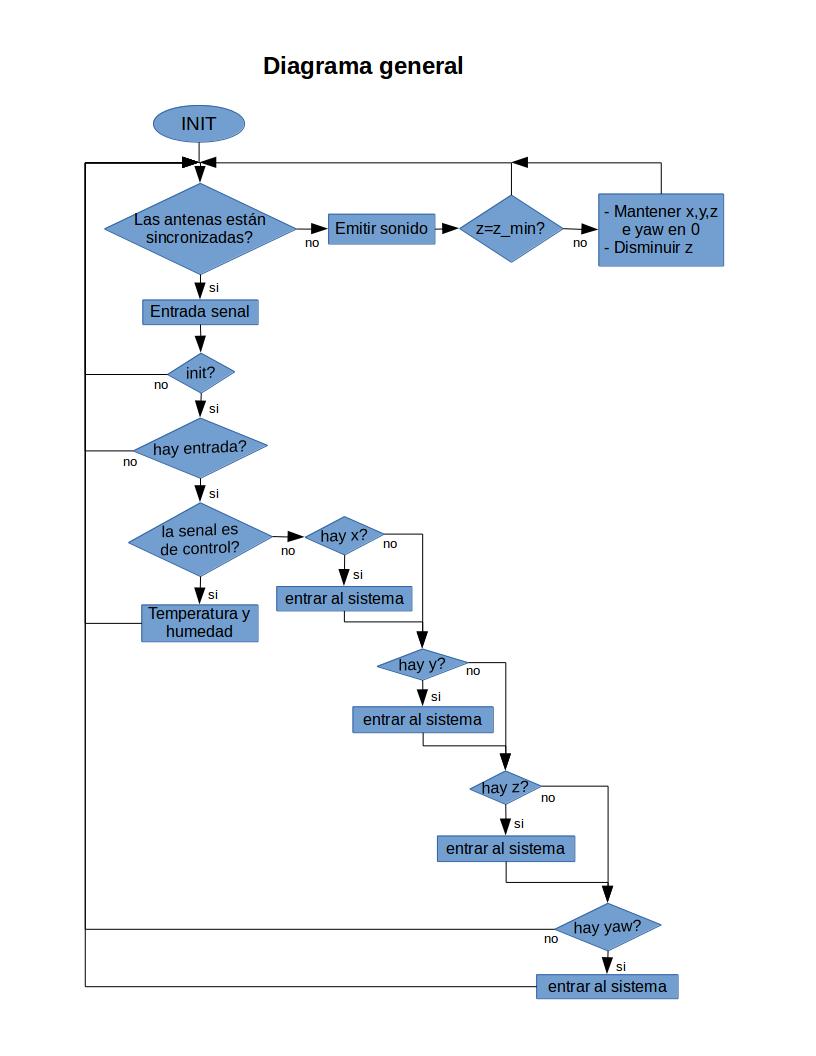 Diagrama general
INIT
Las antenas están
sincronizadas?
no
Emitir sonido
z=z_min?
no
- Mantener x,y,z
e yaw en 0
- Disminuir z
si
Entrada senal
init?
no
si
hay entrada?
no
si
la senal es
de control?
no
hay x?
no
si
si
entrar al sistema
Temperatura y
humedad
hay y?
no
si
entrar al sistema
hay z?
no
si
entrar al sistema
hay yaw?
no
si
entrar al sistema